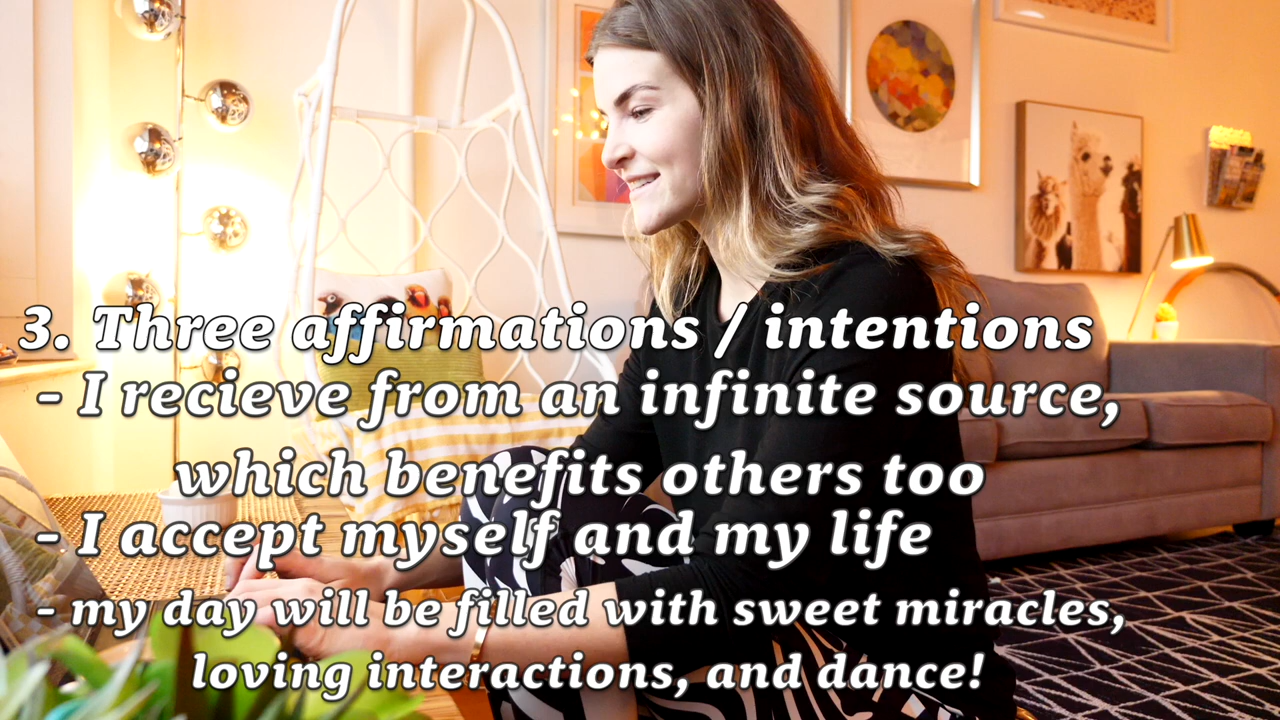 3. Three affirmations / intentions
- I recieve from an infinite source,
which benefits others too
- I accept myself and my life
- my day will be filled with sweet miracles,
loving interactions, and dance!